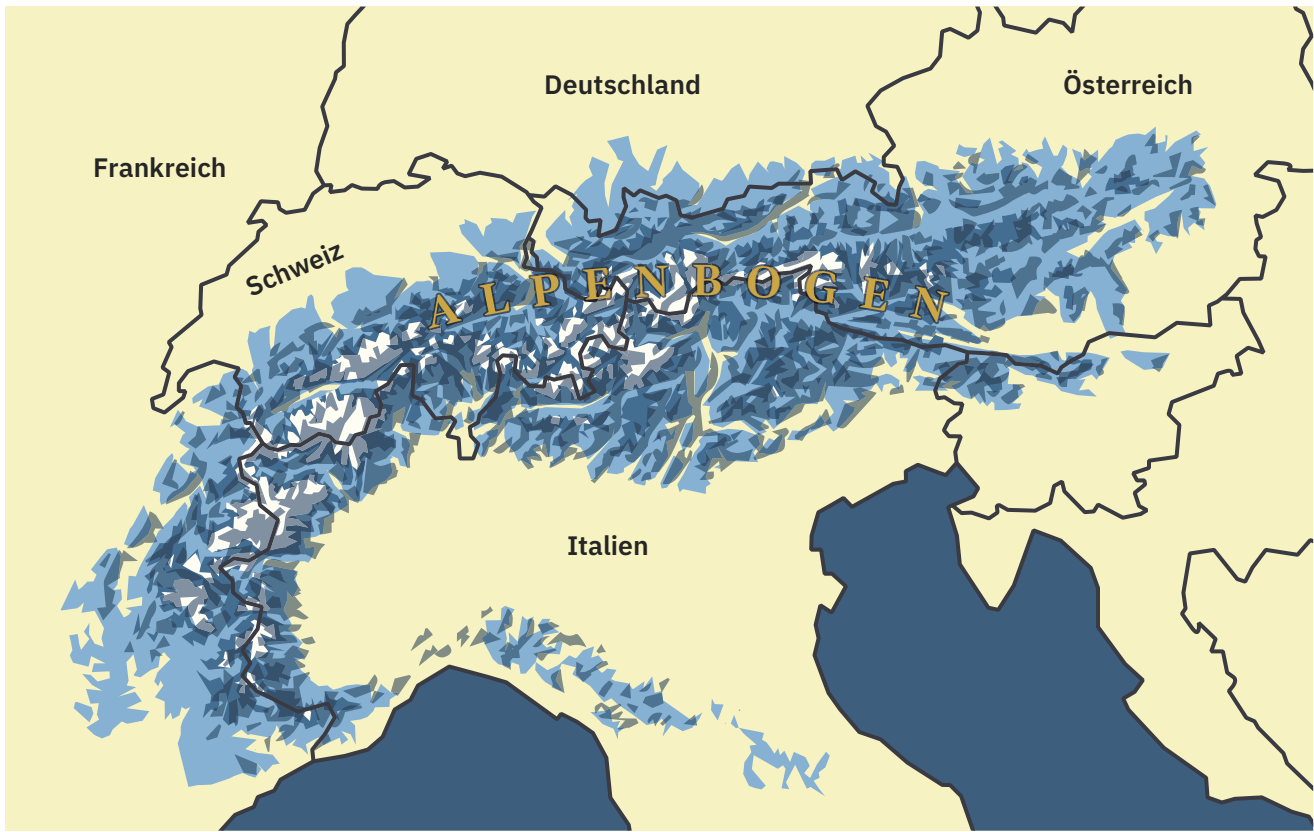 Deutschland
Österreich
Frankreich
Schweiz
ALPENBOGEN
Italien